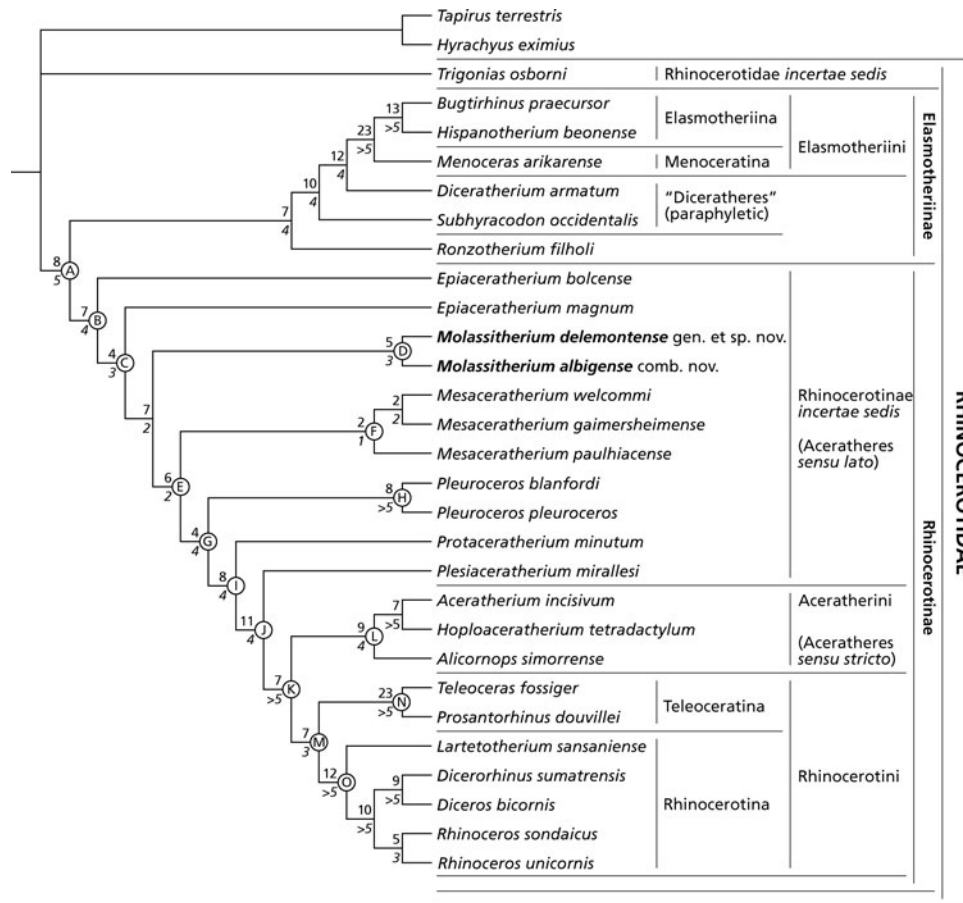 Tapirus terrestris
Hyrachyus eximius
Trigonias osborni
Rhinocerotidae incertae sedis
13
Bugtirhinus praecursor
>5
23
Hispanotherium beonense
Elasmotheriina
>5
12
Menoceras arikarense
Menoceratina
Elasmotheriini
4
10
Diceratherium armatum
"Diceratheres"
4
(paraphyletic)
7
Subhyracodon occidentalis
4
Ronzotherium filholi
Elasmotheriinae
8
A
5
Epiaceratherium bolcense
7
B
4
Epiaceratherium magnum
4
C
3
5
Molassitherium delemontense gen. et sp. nov.
D
3
Molassitherium albigense comb. nov.
7
2
2
Mesaceratherium welcommi
2
2
F
1
Mesaceratherium gaimersheimense
Mesaceratherium paulhiacense
Rhinocerotinae
incertae sedis
(Aceratheres
sensu lato)
6
E
2
8
Pleuroceros blanfordi
H
>5
Pleuroceros pleuroceros
4
G
4
Protaceratherium minutum
8
I
4
Plesiaceratherium mirallesi
11
J
4
7
Aceratherium incisivum
>5
Aceratherini
9
L
4
Hoploaceratherium tetradactylum
Alicornops simorrense
(Aceratheres
sensu stricto)
7
K
>5
23
Teleoceras fossiger
N
>5
Prosantorhinus douvillei
Teleoceratina
7
M
3
Lartetotherium sansaniense
12
O
>5
9
Dicerorhinus sumatrensis
>5
Diceros bicornis
10
>5
5
Rhinoceros sondaicus
3
Rhinoceros unicornis
Rhinocerotina
Rhinocerotini
Rhinocerotinae
RHINOCEROTIDAE